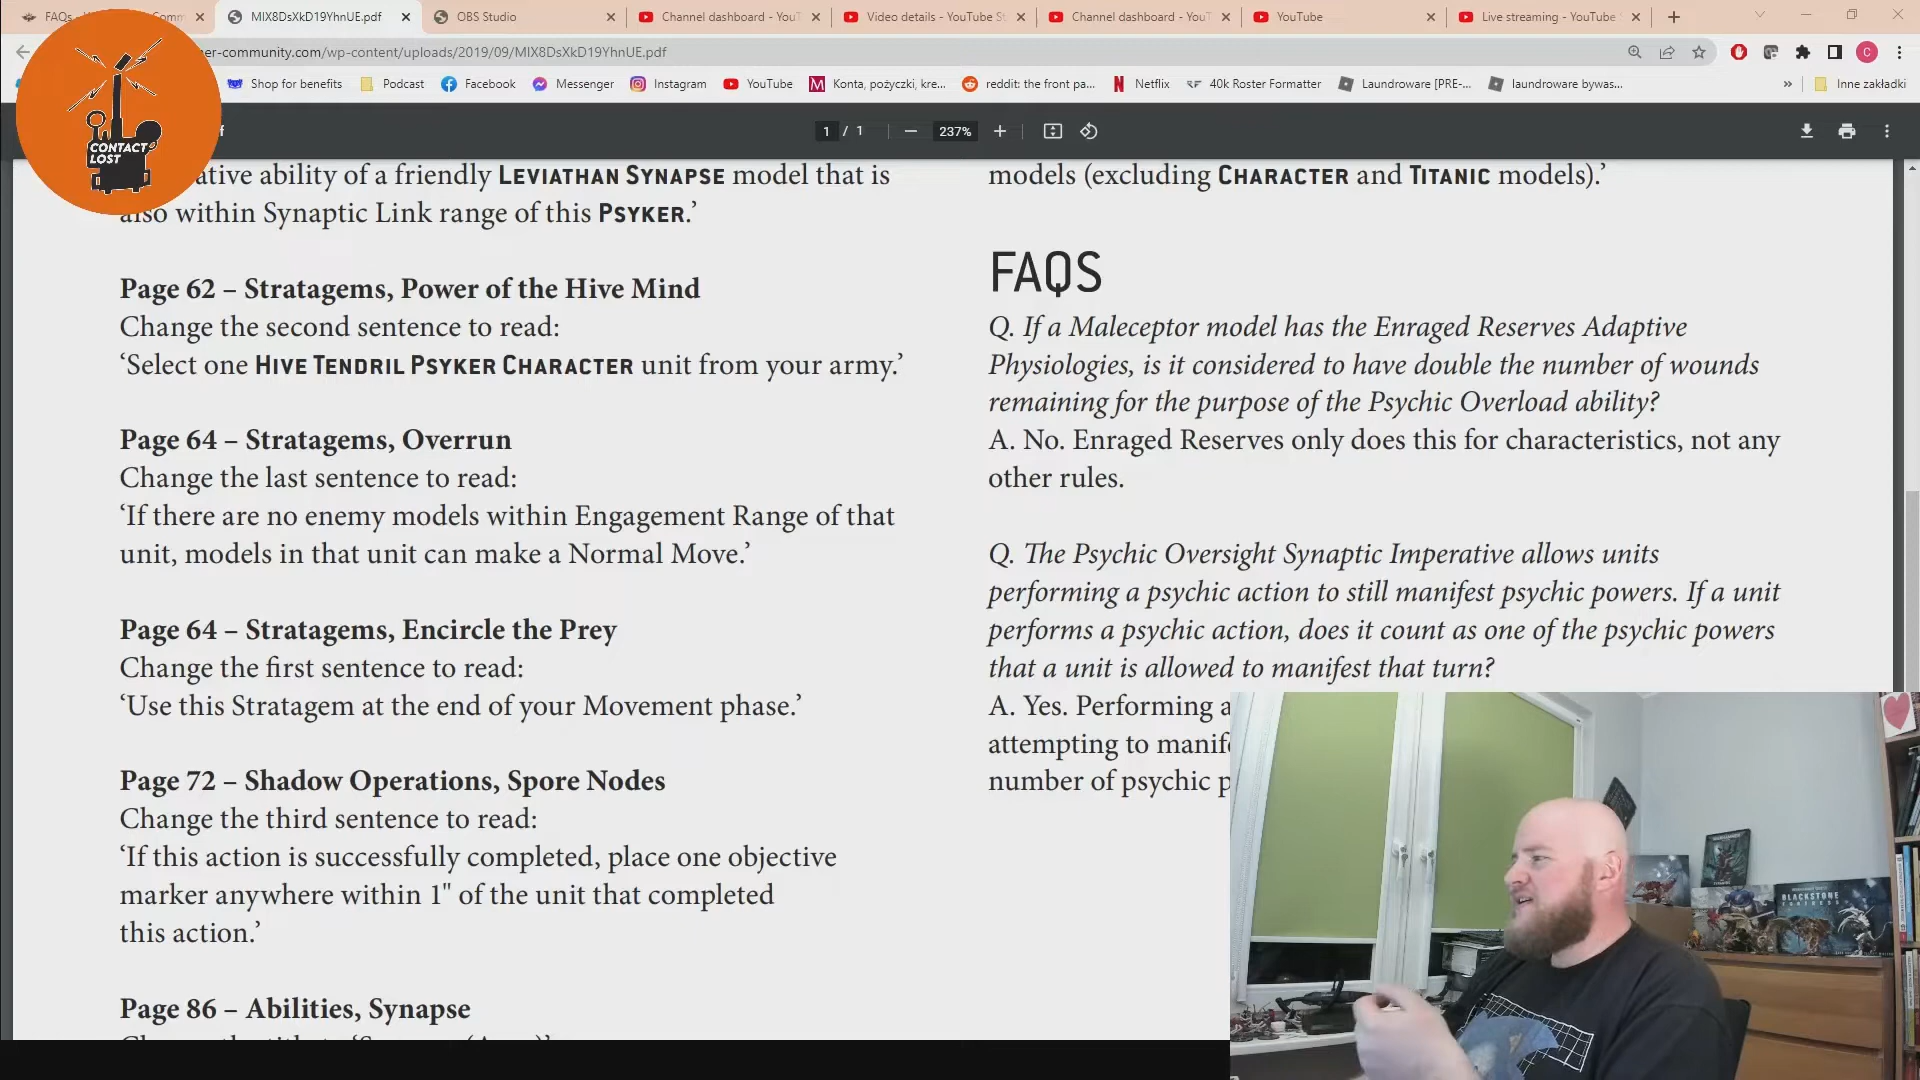 MIX8DsXkD19YhnUE.pdf
OBS Studio
Channel dashboard - YouT
Video details - YouTube St
Channel dashboard - YouT
YouTube
Live streaming - YouTube
er-community.com/wp-content/uploads/2019/09/MIX8DsXkD19YhnUE.pdf
Shop for benefits
Podcast
Facebook
Messenger
Instagram
YouTube
Konta, pożyczki, kre...
reddit: the front pa...
Netflix
40k Roster Formatter
Laundroware [PRE-...
laundroware bywas...
Inne zakładki
CONTACT
LOST
1 / 1
237%
ative ability of a friendly LEVIATHAN SYNAPSE model that is
also within Synaptic Link range of this PSYKER.’
Page 62 – Stratagems, Power of the Hive Mind
Change the second sentence to read:
‘Select one HIVE TENDRIL PSYKER CHARACTER unit from your army.’
Page 64 – Stratagems, Overrun
Change the last sentence to read:
‘If there are no enemy models within Engagement Range of that
unit, models in that unit can make a Normal Move.’
Page 64 – Stratagems, Encircle the Prey
Change the first sentence to read:
‘Use this Stratagem at the end of your Movement phase.’
Page 72 – Shadow Operations, Spore Nodes
Change the third sentence to read:
‘If this action is successfully completed, place one objective
marker anywhere within 1" of the unit that completed
this action.’
Page 86 – Abilities, Synapse
models (excluding CHARACTER and TITANIC models).’
FAQS
Q. If a Maleceptor model has the Enraged Reserves Adaptive
Physiologies, is it considered to have double the number of wounds
remaining for the purpose of the Psychic Overload ability?
A. No. Enraged Reserves only does this for characteristics, not any
other rules.
Q. The Psychic Oversight Synaptic Imperative allows units
performing a psychic action to still manifest psychic powers. If a unit
performs a psychic action, does it count as one of the psychic powers
that a unit is allowed to manifest that turn?
A. Yes. Performing a
attempting to manif
number of psychic p
BLACKSTONE
FORTRESS